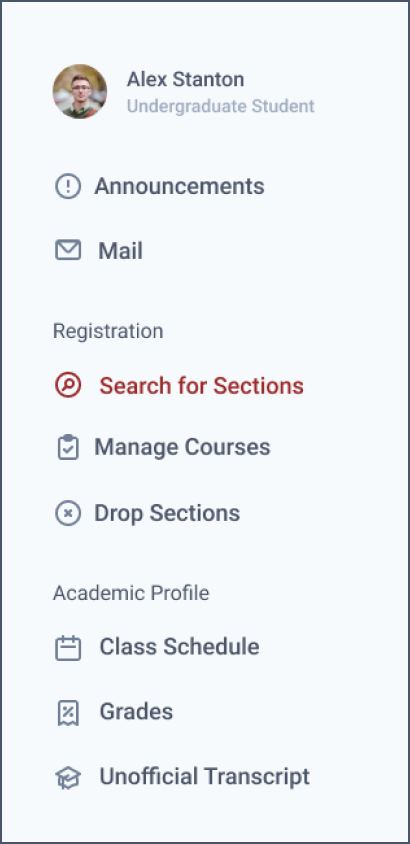 Alex Stanton
Undergraduate Student
Announcements
Mail
Registration
Search for Sections
Manage Courses
Drop Sections
Academic Profile
Class Schedule
Grades
Unofficial Transcript